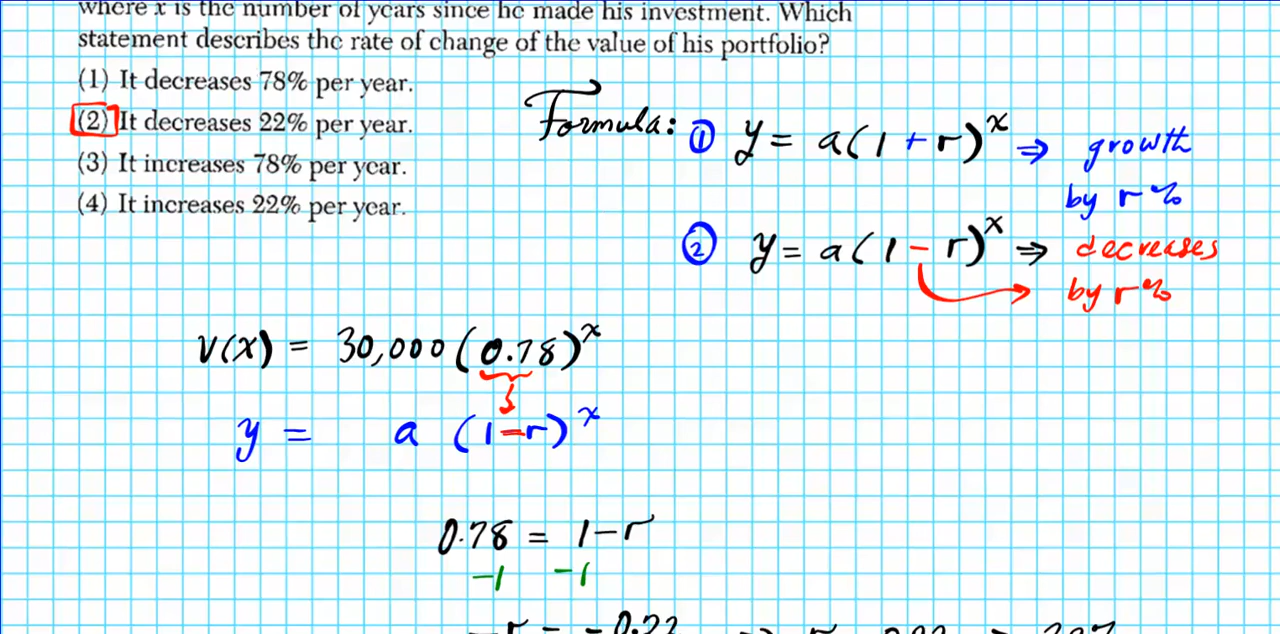 where x is the number of years since he made his investment. Which
statement describes the rate of change of the value of his portfolio?
(1) It decreases 78% per year.
(2) It decreases 22% per year.
(3) It increases 78% per year.
(4) It increases 22% per year.
Formula: ① y = a(1 + r)^x ⇒ growth
by r %
② y = a(1 - r)^x ⇒ decreases
by r %
V(x) = 30,000 (0.78)^x
y = a (1-r)^x
0.78 = 1-r
-1 -1
-r = -0.22